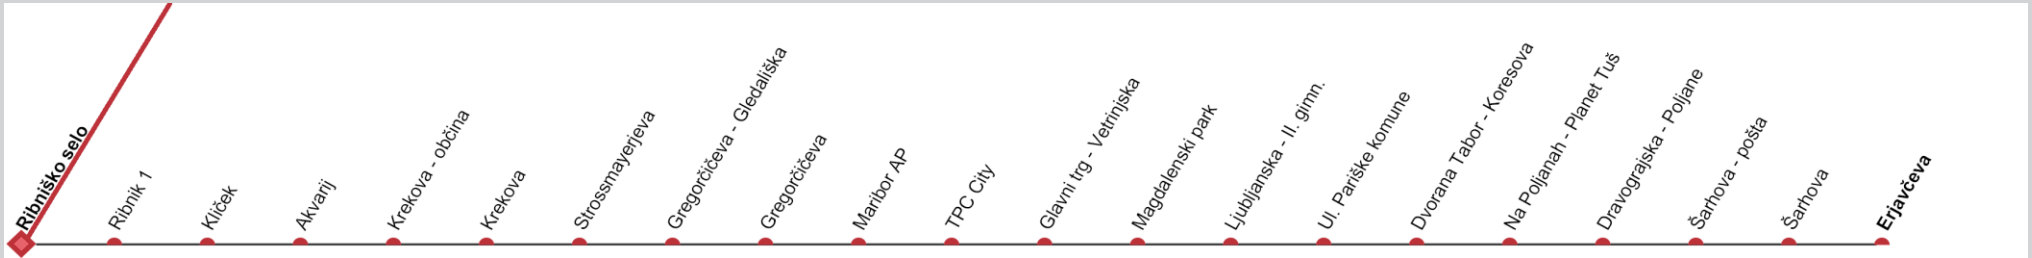 Ribniško selo
Ribnik 1
Kliček
Akvarij
Krekova - občina
Krekova
Strossmayerjeva
Gregorčičeva - Gledališka
Gregorčičeva
Maribor AP
TPC City
Glavni trg - Vetrinjska
Magdalenski park
Ljubljanska - II. gimn.
Ul. Pariške komune
Dvorana Tabor - Koresova
Na Poljanah - Planet Tuš
Dravograjska - Poljane
Šarhova - pošta
Šarhova
Erjavčeva